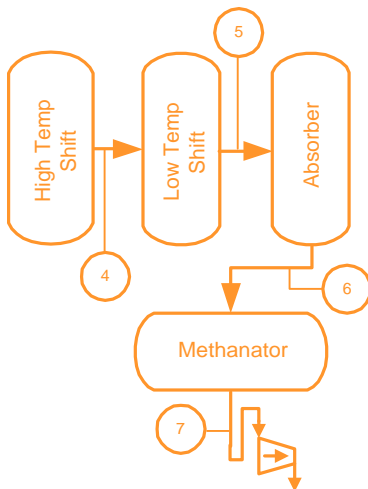 5
High Temp
Shift
Low Temp
Shift
Absorber
4
6
Methanator
7